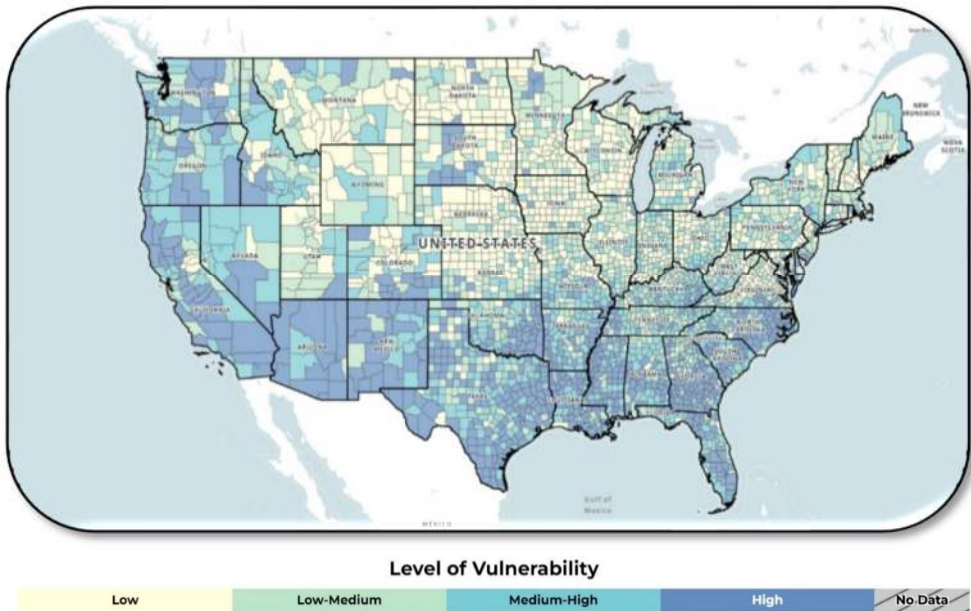 NEW
BRUNSWICK
NOVA
SCOTIA
WASHINGTON
MONTANA
NORTH
DAKOTA
MINNESOTA
MAINE
OREGON
IDAHO
SOUTH
DAKOTA
WISCONSIN
MICHIGAN
NEW
YORK
WYOMING
IOWA
NEBRASKA
PENNSYLVANIA
UNITED STATES
NEVADA
UTAH
COLORADO
KANSAS
ILLINOIS
INDIANA
OHIO
WEST
VIRGINIA
MISSOURI
KENTUCKY
VIRGINIA
CALIFORNIA
ARIZONA
NEW
MEXICO
OKLAHOMA
ARKANSAS
TENNESSEE
NORTH
CAROLINA
SOUTH
CAROLINA
TEXAS
LOUISIANA
ALABAMA
Gulf of
Mexico
MEXICO
Level of Vulnerability
Low Low-Medium Medium-High High No Data